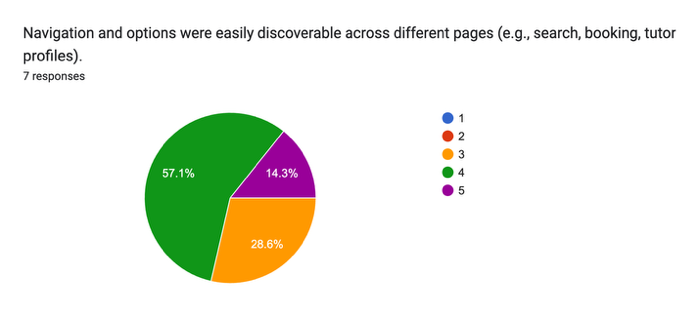 Navigation and options were easily discoverable across different pages (e.g., search, booking, tutor
profiles).
7 responses
1
2
3
4
5
57.1%
14.3%
28.6%